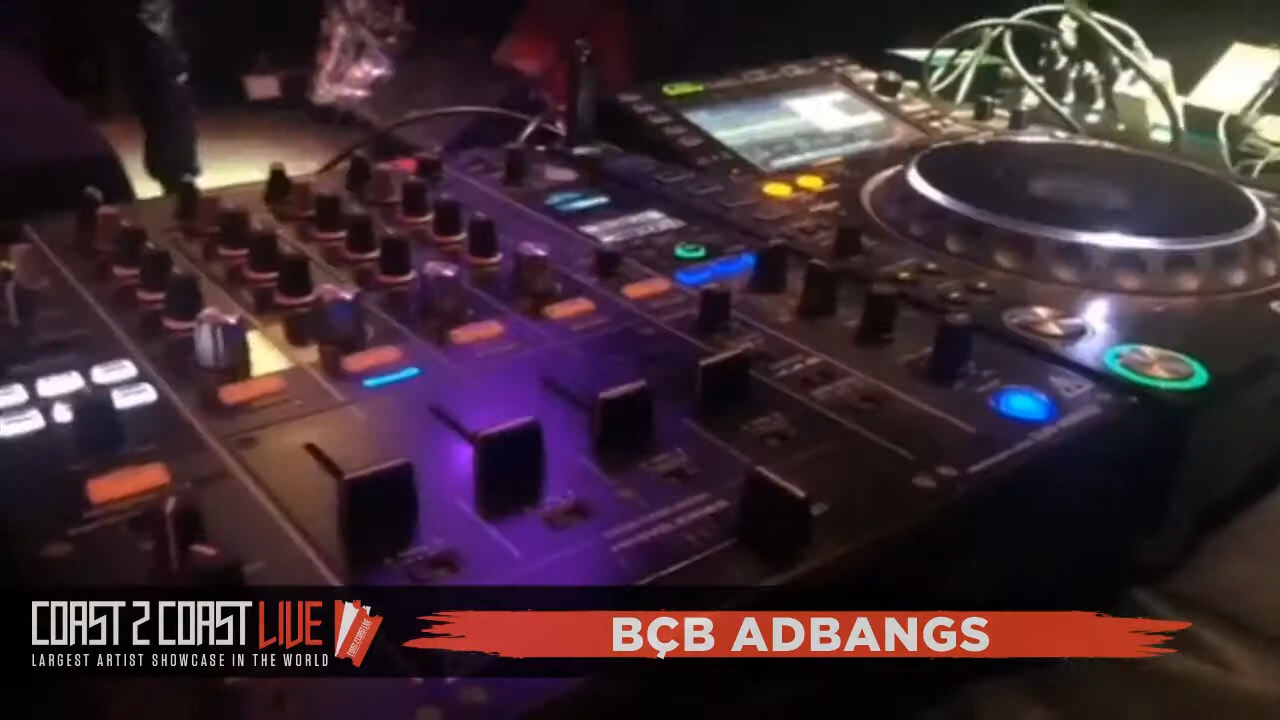 COAST 2 COAST LIVE
LARGEST ARTIST SHOWCASE IN THE WORLD
BÇB ADBANGS